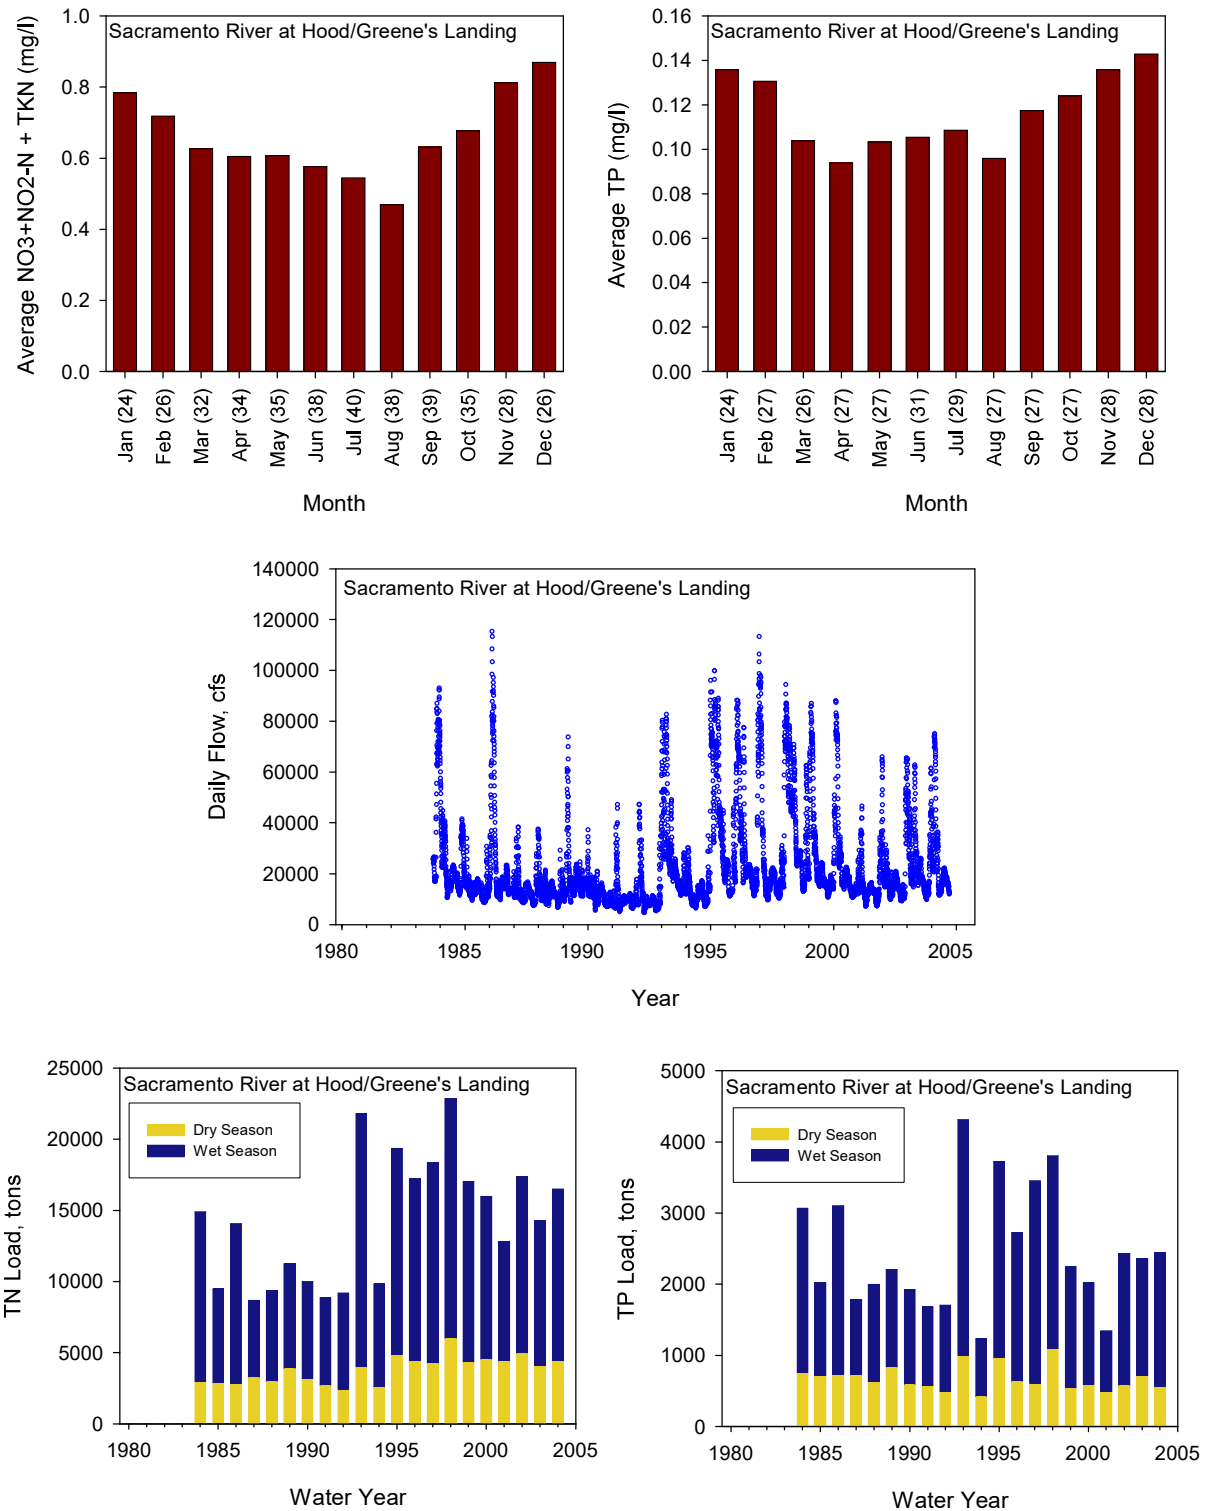 Sacramento River at Hood/Greene's Landing
Average NO3+NO2-N + TKN (mg/l)
1.0
0.8
0.6
0.4
0.2
0.0
Jan (24)
Feb (26)
Mar (32)
Apr (34)
May (35)
Jun (38)
Jul (40)
Aug (38)
Sep (39)
Oct (35)
Nov (28)
Dec (26)
Month
Sacramento River at Hood/Greene's Landing
Average TP (mg/l)
0.16
0.14
0.12
0.10
0.08
0.06
0.04
0.02
0.00
Jan (24)
Feb (27)
Mar (26)
Apr (27)
May (27)
Jun (31)
Jul (29)
Aug (27)
Sep (27)
Oct (27)
Nov (28)
Dec (28)
Month
Sacramento River at Hood/Greene's Landing
Daily Flow, cfs
140000
120000
100000
80000
60000
40000
20000
0
1980 1985 1990 1995 2000 2005
Year
Sacramento River at Hood/Greene's Landing
Dry Season
Wet Season
TN Load, tons
25000
20000
15000
10000
5000
0
1980 1985 1990 1995 2000 2005
Water Year
Sacramento River at Hood/Greene's Landing
Dry Season
Wet Season
TP Load, tons
5000
4000
3000
2000
1000
0
1980 1985 1990 1995 2000 2005
Water Year